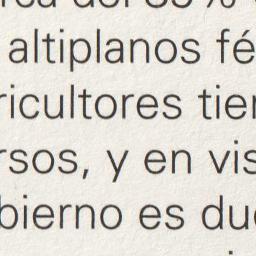 altiplanos fé
ricultores tie
rsos, y en vis
bierno es du